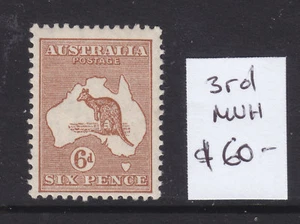 AUSTRALIA
POSTAGE
6d
SIX PENCE
3rd
MUH
$60-